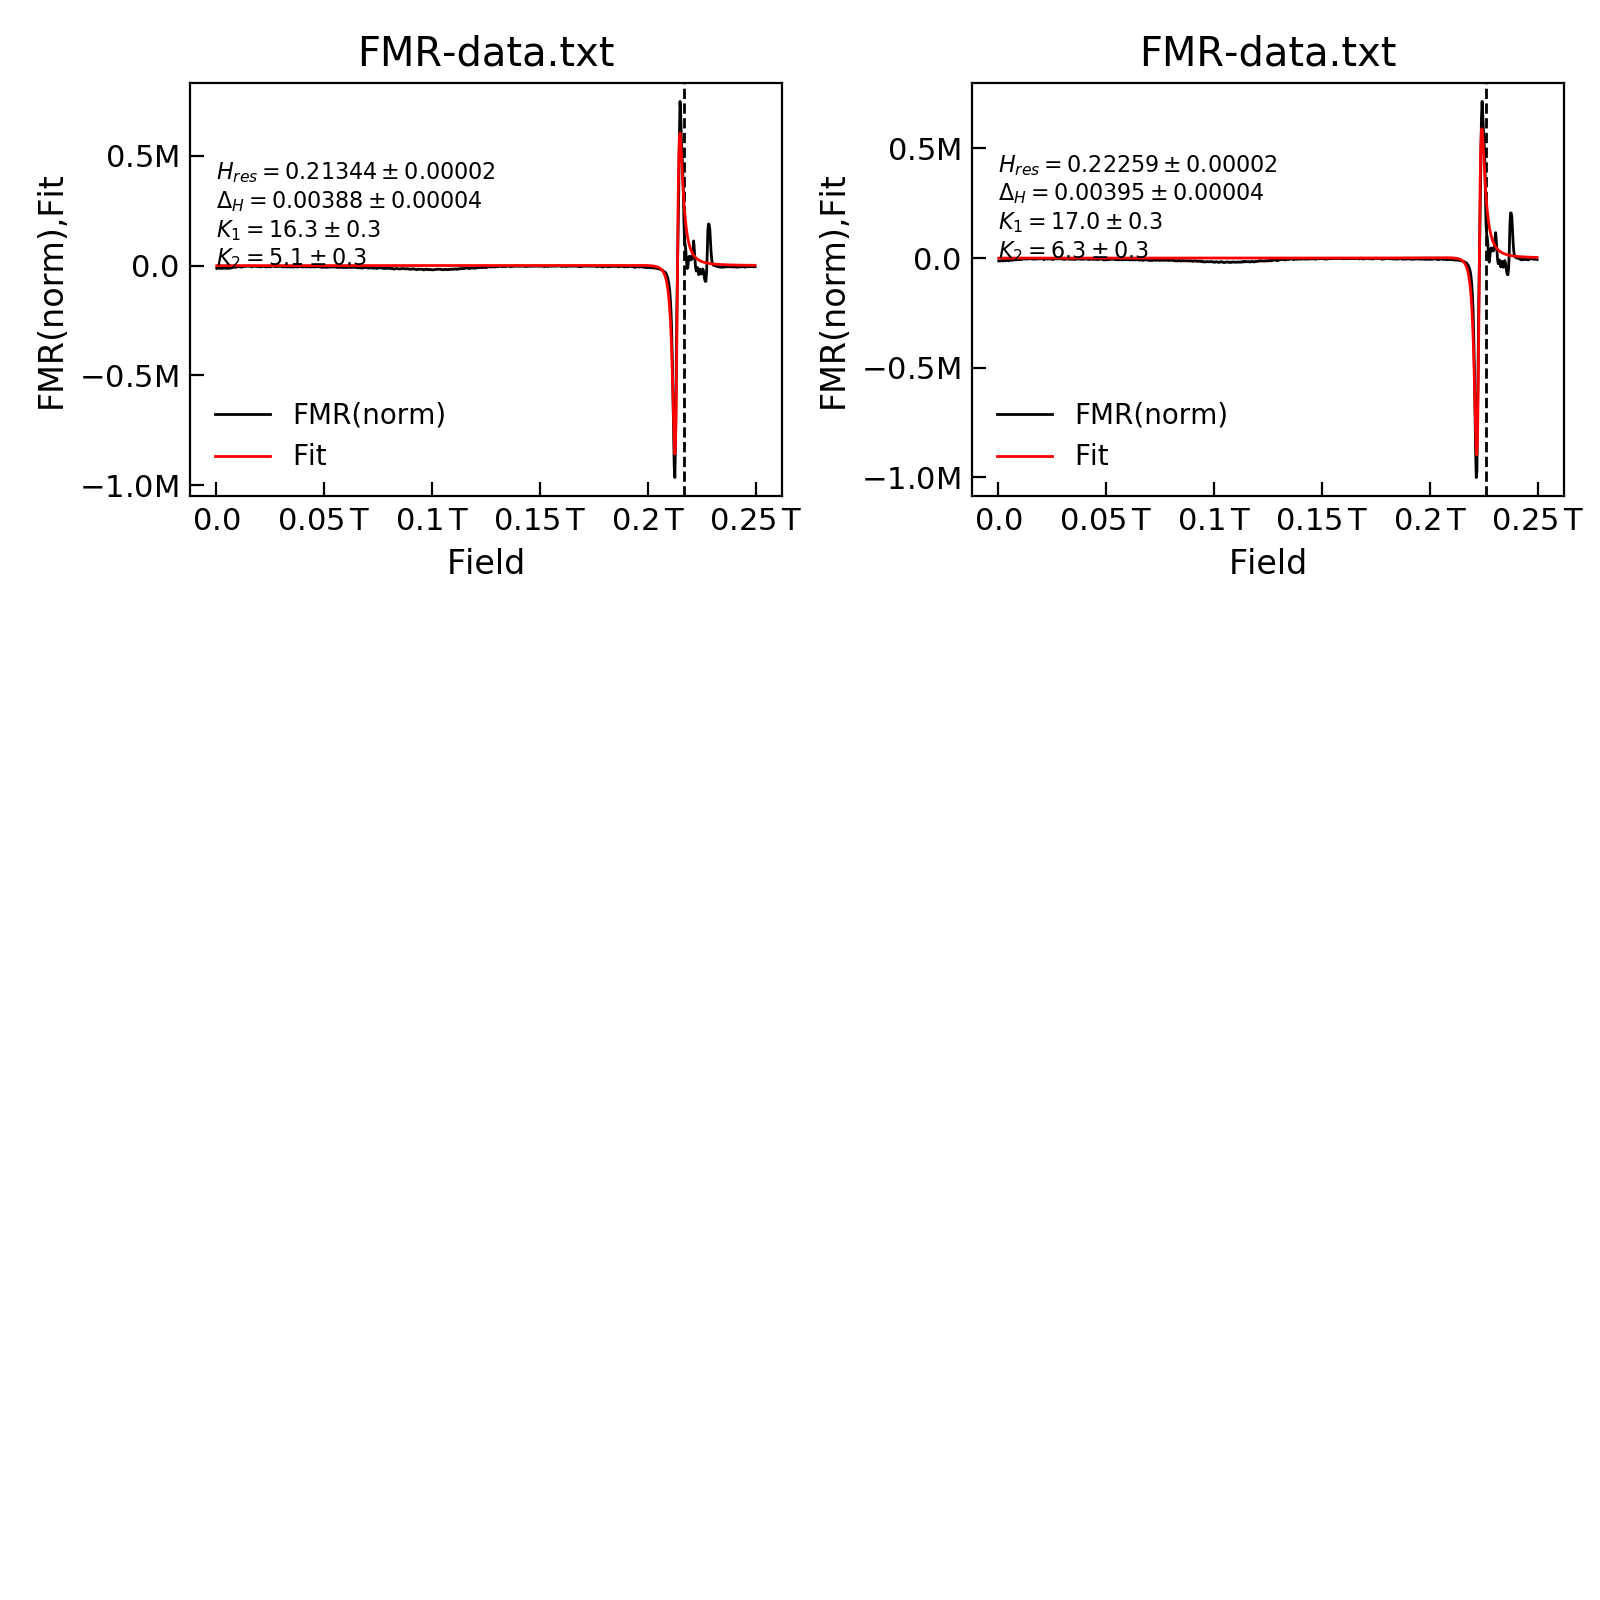 FMR-data.txt
FMR(norm),Fit
0.5M
0.0
−0.5M
−1.0M
H_res = 0.21344 ± 0.00002
Δ_H = 0.00388 ± 0.00004
K_1 = 16.3 ± 0.3
K_2 = 5.1 ± 0.3
FMR(norm)
Fit
0.0 0.05 T 0.1 T 0.15 T 0.2 T 0.25 T
Field
FMR-data.txt
FMR(norm),Fit
0.5M
0.0
−0.5M
−1.0M
H_res = 0.22259 ± 0.00002
Δ_H = 0.00395 ± 0.00004
K_1 = 17.0 ± 0.3
K_2 = 6.3 ± 0.3
FMR(norm)
Fit
0.0 0.05 T 0.1 T 0.15 T 0.2 T 0.25 T
Field